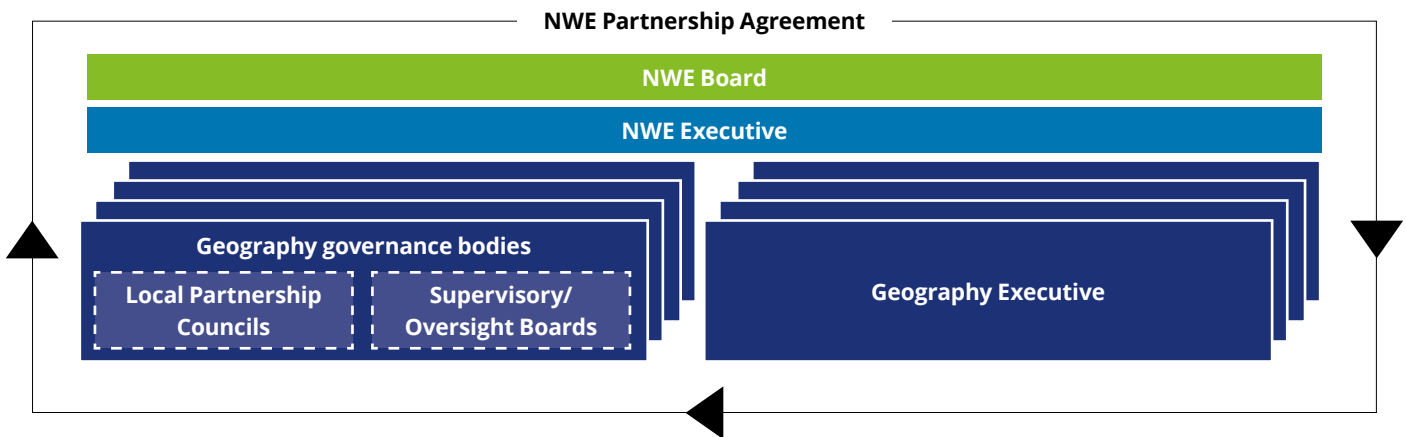 NWE Partnership Agreement
NWE Board
NWE Executive
Geography governance bodies
Local Partnership
Councils
Supervisory/
Oversight Boards
Geography Executive